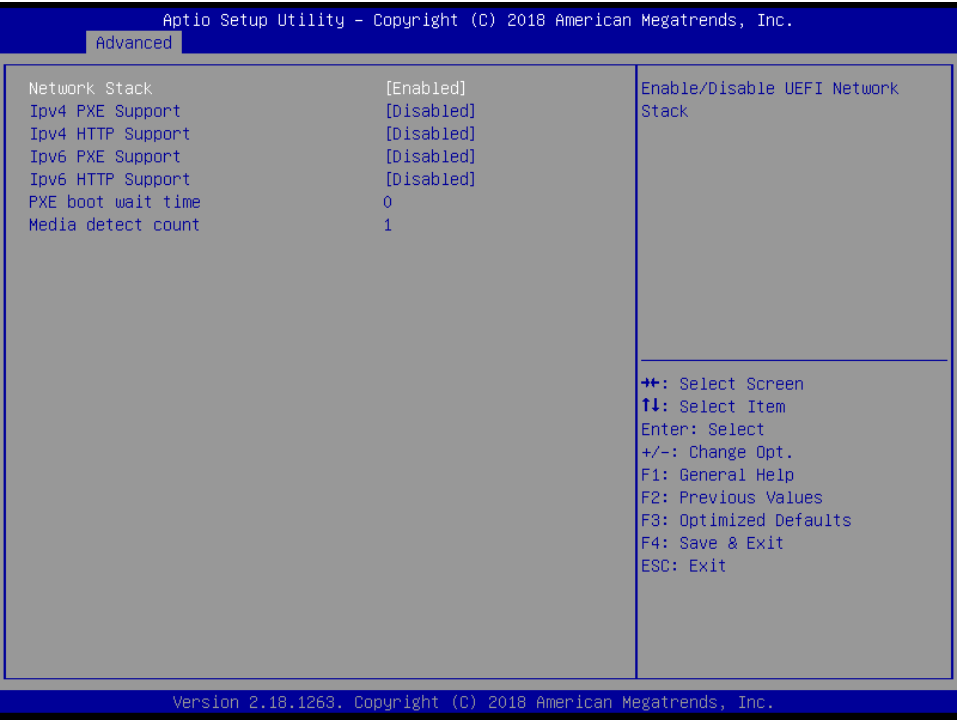 Aptio Setup Utility – Copyright (C) 2018 American Megatrends, Inc.
Advanced
Network Stack [Enabled]
Ipv4 PXE Support [Disabled]
Ipv4 HTTP Support [Disabled]
Ipv6 PXE Support [Disabled]
Ipv6 HTTP Support [Disabled]
PXE boot wait time 0
Media detect count 1
Enable/Disable UEFI Network
Stack
→←: Select Screen
↑↓: Select Item
Enter: Select
+/-: Change Opt.
F1: General Help
F2: Previous Values
F3: Optimized Defaults
F4: Save & Exit
ESC: Exit
Version 2.18.1263. Copyright (C) 2018 American Megatrends, Inc.